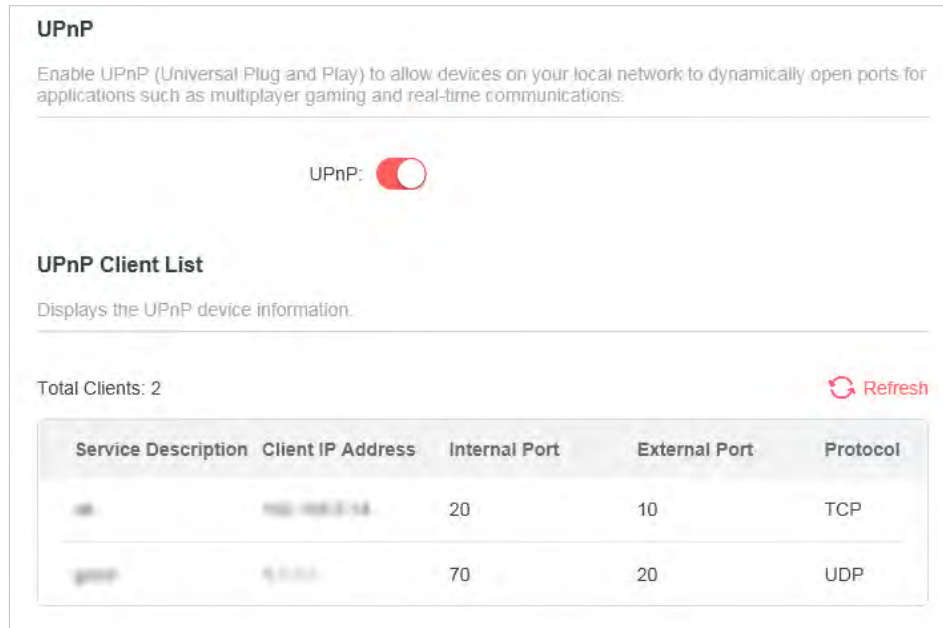 UPnP
Enable UPnP (Universal Plug and Play) to allow devices on your local network to dynamically open ports for
applications such as multiplayer gaming and real-time communications.
UPnP:
UPnP Client List
Displays the UPnP device information.
Total Clients: 2 Refresh
Service Description Client IP Address Internal Port External Port Protocol
20 10 TCP
70 20 UDP